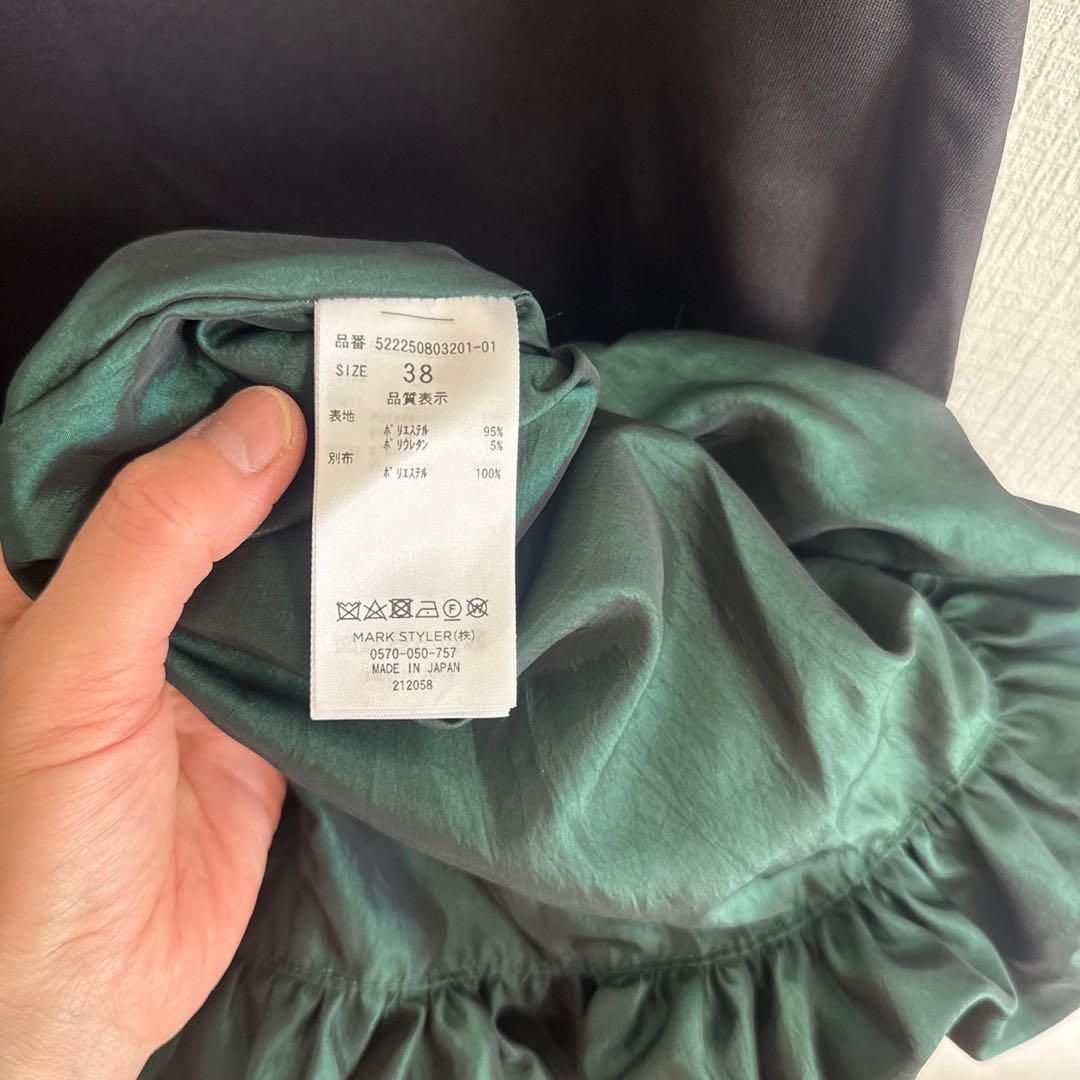 品番 522250803201-01
SIZE 38
品質表示
表地
ﾎﾟﾘｴｽﾃﾙ 95%
ﾎﾟﾘｳﾚﾀﾝ 5%
別布
ﾎﾟﾘｴｽﾃﾙ 100%
F W
MARK STYLER(株)
0570-050-757
MADE IN JAPAN
212058